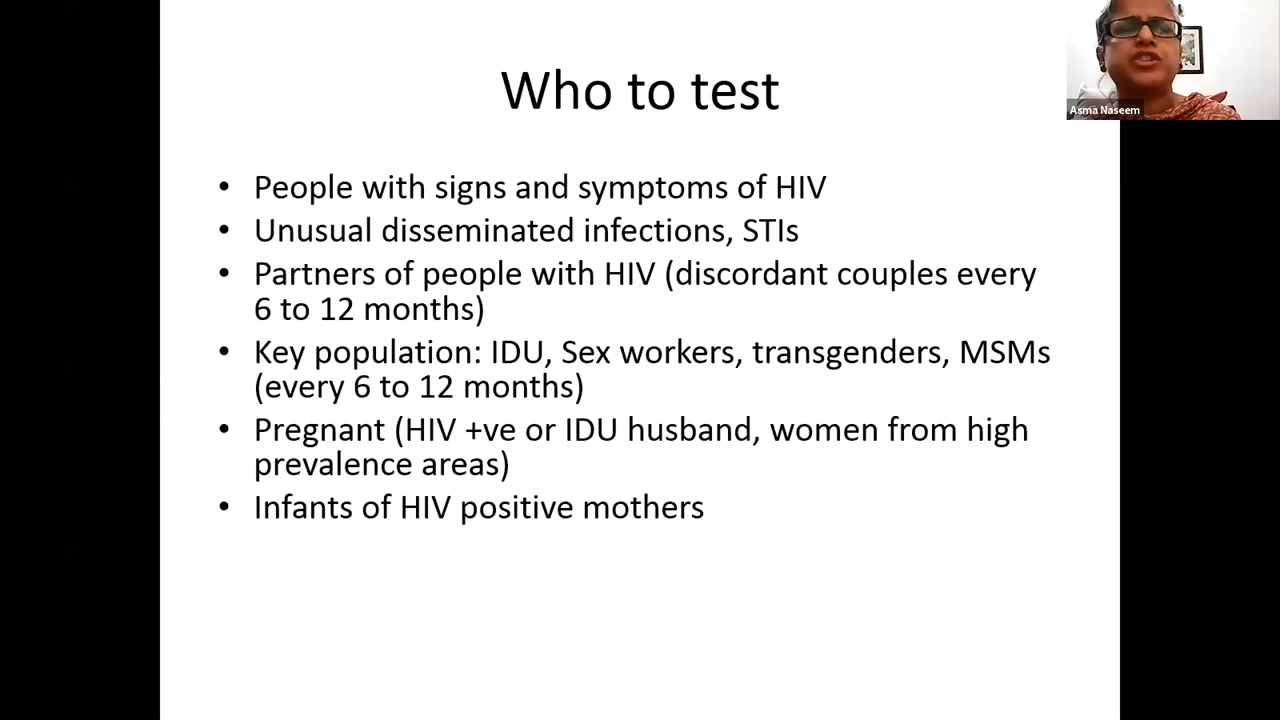 Who to test
Asma Naseem
• People with signs and symptoms of HIV
• Unusual disseminated infections, STIs
• Partners of people with HIV (discordant couples every
6 to 12 months)
• Key population: IDU, Sex workers, transgenders, MSMs
(every 6 to 12 months)
• Pregnant (HIV +ve or IDU husband, women from high
prevalence areas)
• Infants of HIV positive mothers